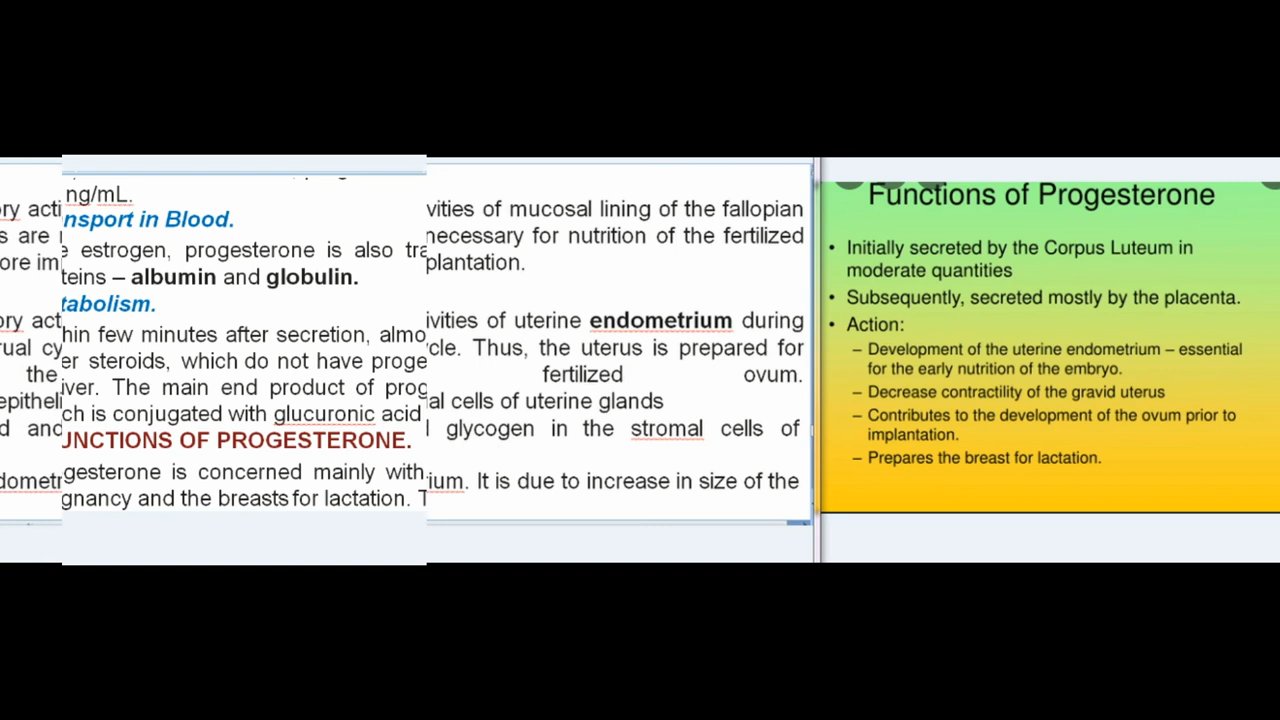 ory acti
s are
ore im
ory act
rual cy
the
epitheli
d and
dometr
ng/mL.
nsport in Blood.
e estrogen, progesterone is also tra
teins – albumin and globulin.
tabolism.
hin few minutes after secretion, almo
er steroids, which do not have proge
iver. The main end product of prog
ch is conjugated with glucuronic acid
UNCTIONS OF PROGESTERONE.
gesterone is concerned mainly with
gnancy and the breasts for lactation. T
vities of mucosal lining of the fallopian
necessary for nutrition of the fertilized
plantation.
ivities of uterine endometrium during
cle. Thus, the uterus is prepared for
fertilized ovum.
al cells of uterine glands
glycogen in the stromal cells of
ium. It is due to increase in size of the
Functions of Progesterone
• Initially secreted by the Corpus Luteum in
moderate quantities
• Subsequently, secreted mostly by the placenta.
• Action:
– Development of the uterine endometrium – essential
for the early nutrition of the embryo.
– Decrease contractility of the gravid uterus
– Contributes to the development of the ovum prior to
implantation.
– Prepares the breast for lactation.